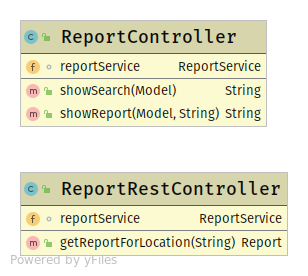 C ReportController
f reportService ReportService
m showSearch(Model) String
m showReport(Model, String) String
C ReportRestController
f reportService ReportService
m getReportForLocation(String) Report
Powered by yFiles